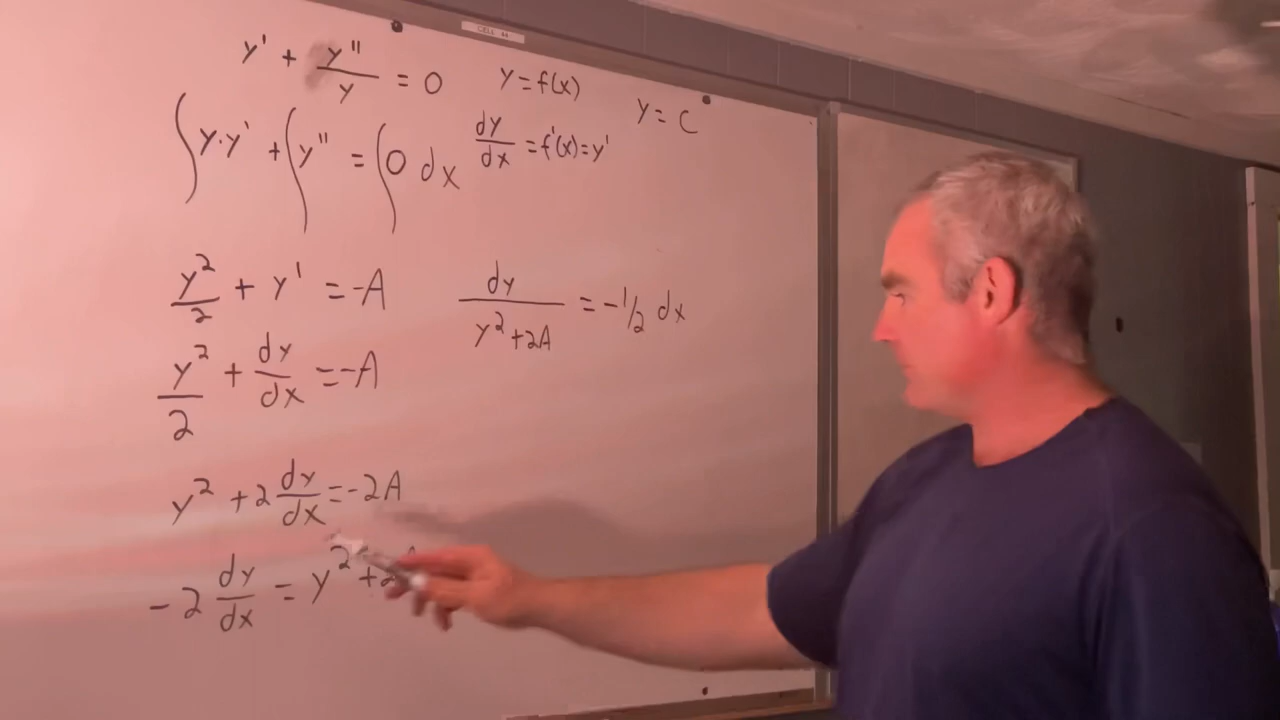 y' + y''/y = 0
y = f(x)
y = C
∫y·y' + ∫y'' = ∫0 dx
dy/dx = f'(x) = y'
y²/2 + y' = -A
dy/(y²+2A) = -1/2 dx
y²/2 + dy/dx = -A
y² + 2 dy/dx = -2A
-2 dy/dx = y² + 2